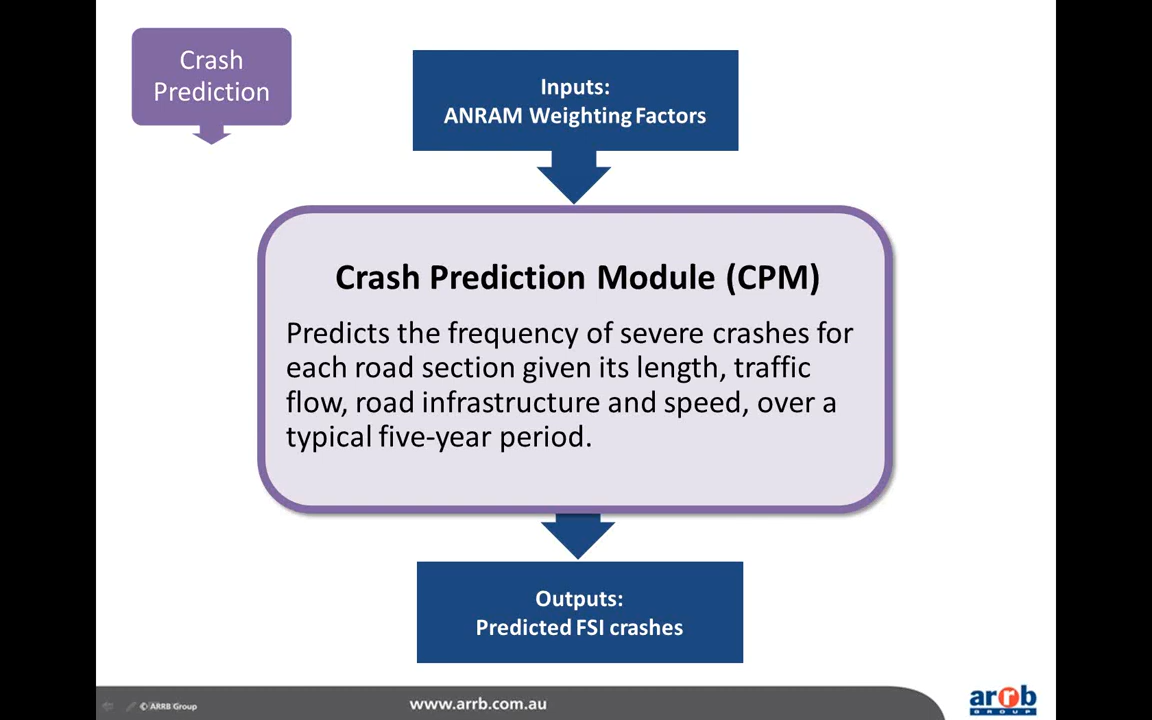 Crash
Prediction
Inputs:
ANRAM Weighting Factors
Crash Prediction Module (CPM)
Predicts the frequency of severe crashes for
each road section given its length, traffic
flow, road infrastructure and speed, over a
typical five-year period.
Outputs:
Predicted FSI crashes
© ARRB Group
www.arrb.com.au
arrb
GROUP